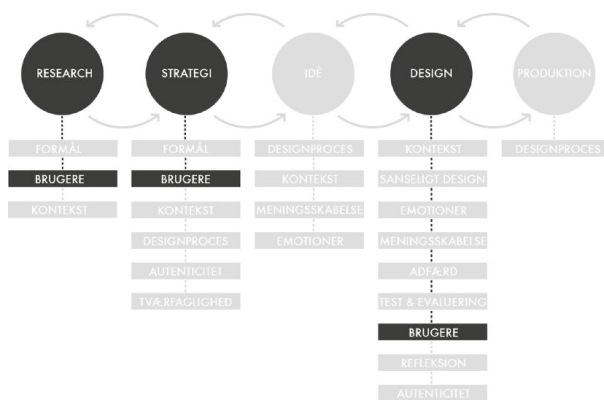 RESEARCH
STRATEGI
IDÈ
DESIGN
PRODUKTION
FORMÅL
BRUGERE
KONTEKST
FORMÅL
BRUGERE
KONTEKST
DESIGNPROCES
AUTENTICITET
TVÆRFAGLIGHED
DESIGNPROCES
KONTEKST
MENINGSSKABELSE
EMOTIONER
KONTEKST
SANSELIGT DESIGN
EMOTIONER
MENINGSSKABELSE
ADFÆRD
TEST & EVALUERING
BRUGERE
REFLEKSION
AUTENTICITET
DESIGNPROCES